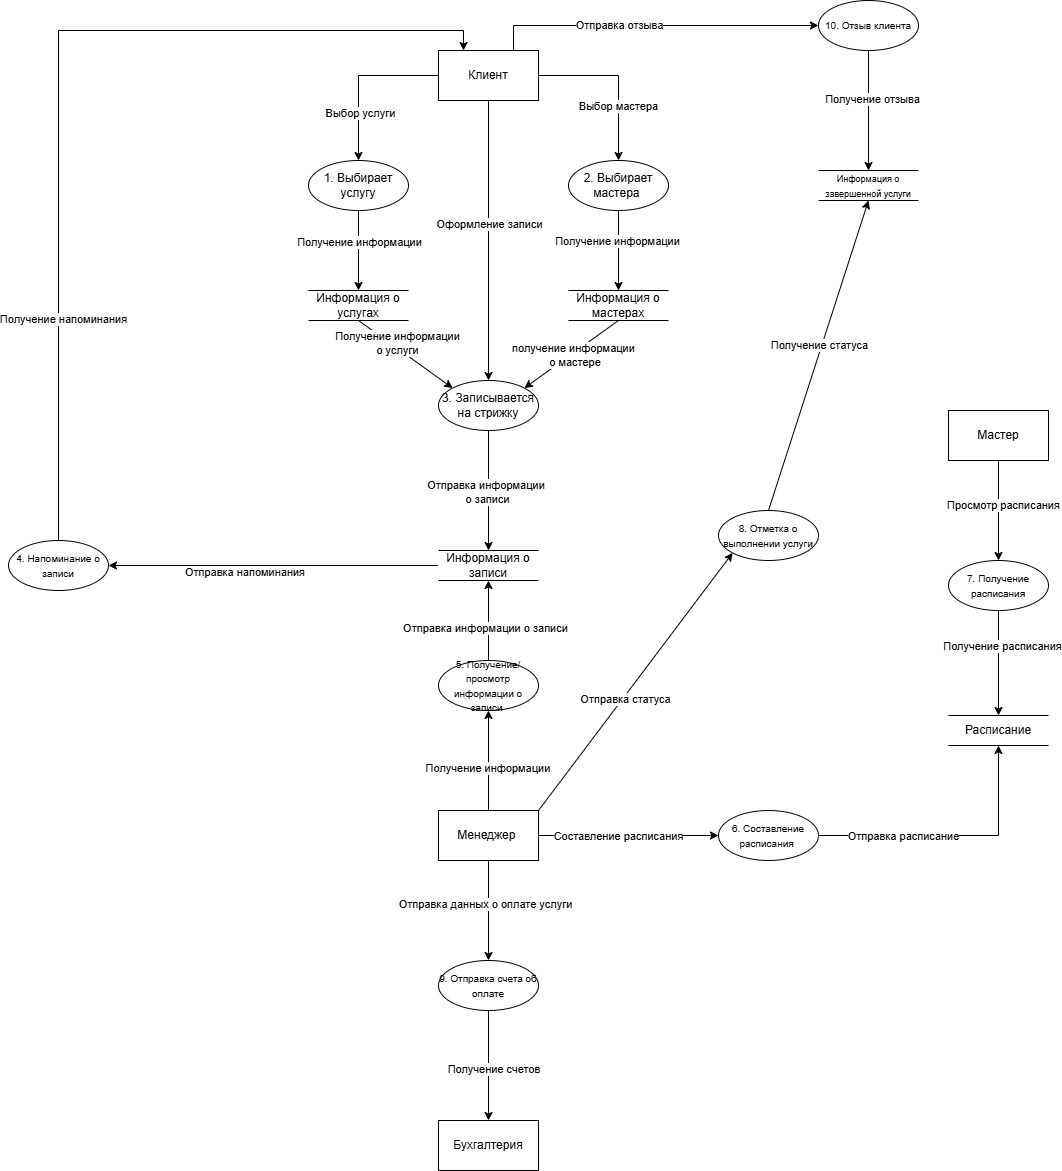 Отправка отзыва
10. Отзыв клиента
Клиент
Получение отзыва
Выбор мастера
Выбор услуги
1. Выбирает
услугу
2. Выбирает
мастера
Информация о
завершенной услуги
Оформление записи
Получение информации
Получение информации
Информация о
услугах
Информация о
мастерах
Получение напоминания
Получение информации
о услуги
получение информации
о мастере
Получение статуса
3. Записывается
на стрижку
Мастер
Отправка информации
о записи
Просмотр расписания
8. Отметка о
выполнении услуги
4. Напоминание о
записи
Отправка напоминания
Информация о
записи
7. Получение
расписания
Отправка информации о записи
Получение расписания
5. Получение/
просмотр
информации о
записи
Отправка статуса
Расписание
Получение информации
Менеджер
Составление расписания
6. Составление
расписания
Отправка расписание
Отправка данных о оплате услуги
9. Отправка счета об
оплате
Получение счетов
Бухгалтерия